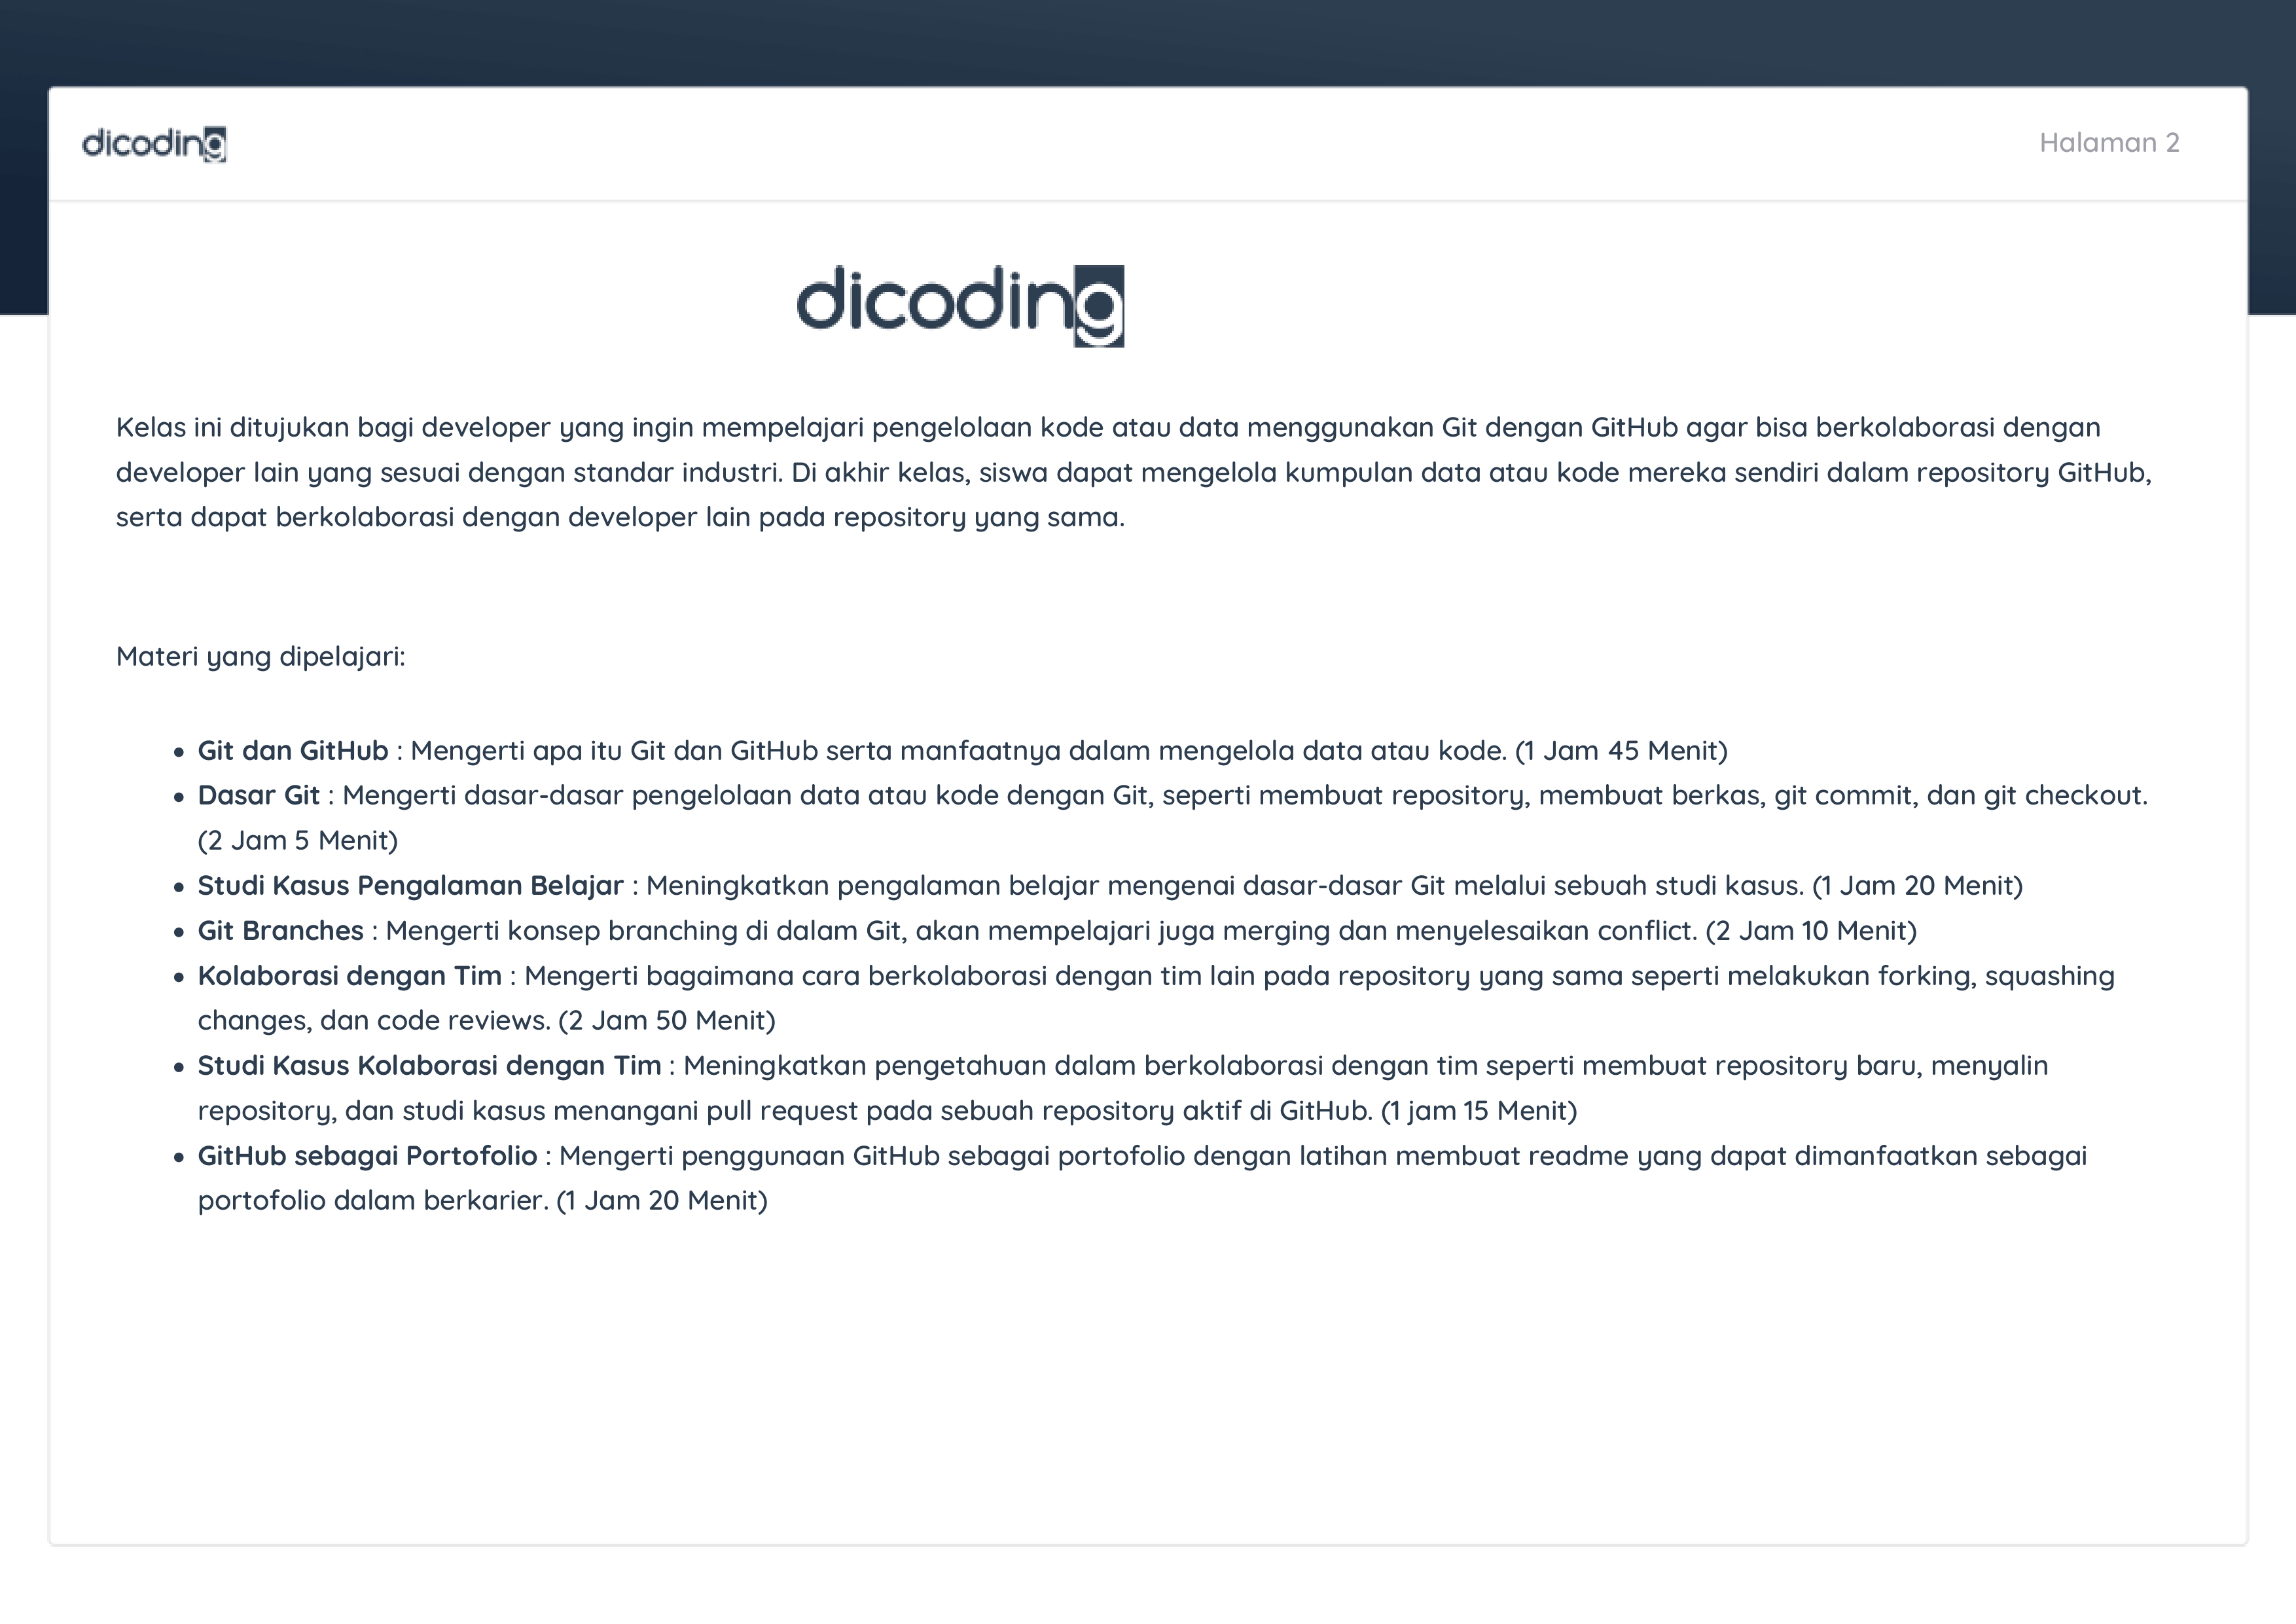 dicoding
Halaman 2
dicoding
Kelas ini ditujukan bagi developer yang ingin mempelajari pengelolaan kode atau data menggunakan Git dengan GitHub agar bisa berkolaborasi dengan
developer lain yang sesuai dengan standar industri. Di akhir kelas, siswa dapat mengelola kumpulan data atau kode mereka sendiri dalam repository GitHub,
serta dapat berkolaborasi dengan developer lain pada repository yang sama.
Materi yang dipelajari:
• Git dan GitHub : Mengerti apa itu Git dan GitHub serta manfaatnya dalam mengelola data atau kode. (1 Jam 45 Menit)
• Dasar Git : Mengerti dasar-dasar pengelolaan data atau kode dengan Git, seperti membuat repository, membuat berkas, git commit, dan git checkout.
(2 Jam 5 Menit)
• Studi Kasus Pengalaman Belajar : Meningkatkan pengalaman belajar mengenai dasar-dasar Git melalui sebuah studi kasus. (1 Jam 20 Menit)
• Git Branches : Mengerti konsep branching di dalam Git, akan mempelajari juga merging dan menyelesaikan conflict. (2 Jam 10 Menit)
• Kolaborasi dengan Tim : Mengerti bagaimana cara berkolaborasi dengan tim lain pada repository yang sama seperti melakukan forking, squashing
changes, dan code reviews. (2 Jam 50 Menit)
• Studi Kasus Kolaborasi dengan Tim : Meningkatkan pengetahuan dalam berkolaborasi dengan tim seperti membuat repository baru, menyalin
repository, dan studi kasus menangani pull request pada sebuah repository aktif di GitHub. (1 jam 15 Menit)
• GitHub sebagai Portofolio : Mengerti penggunaan GitHub sebagai portofolio dengan latihan membuat readme yang dapat dimanfaatkan sebagai
portofolio dalam berkarier. (1 Jam 20 Menit)